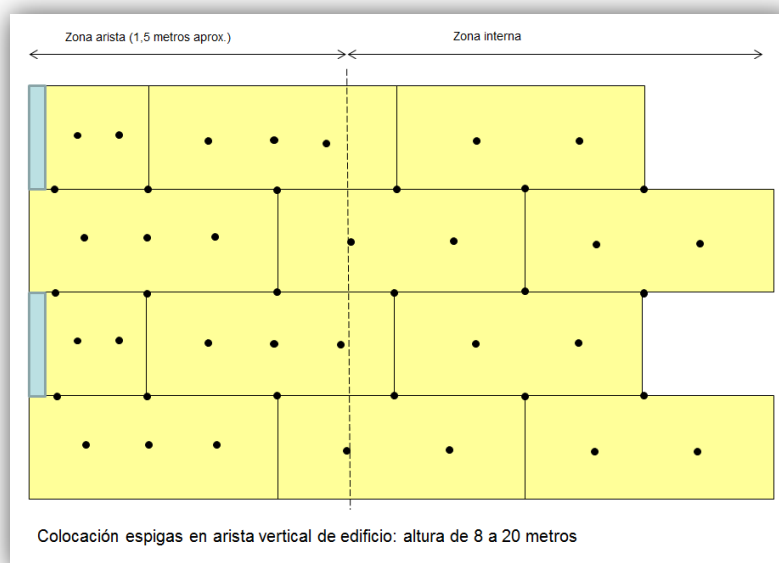 Zona arista (1,5 metros aprox.)
Zona interna
Colocación espigas en arista vertical de edificio: altura de 8 a 20 metros